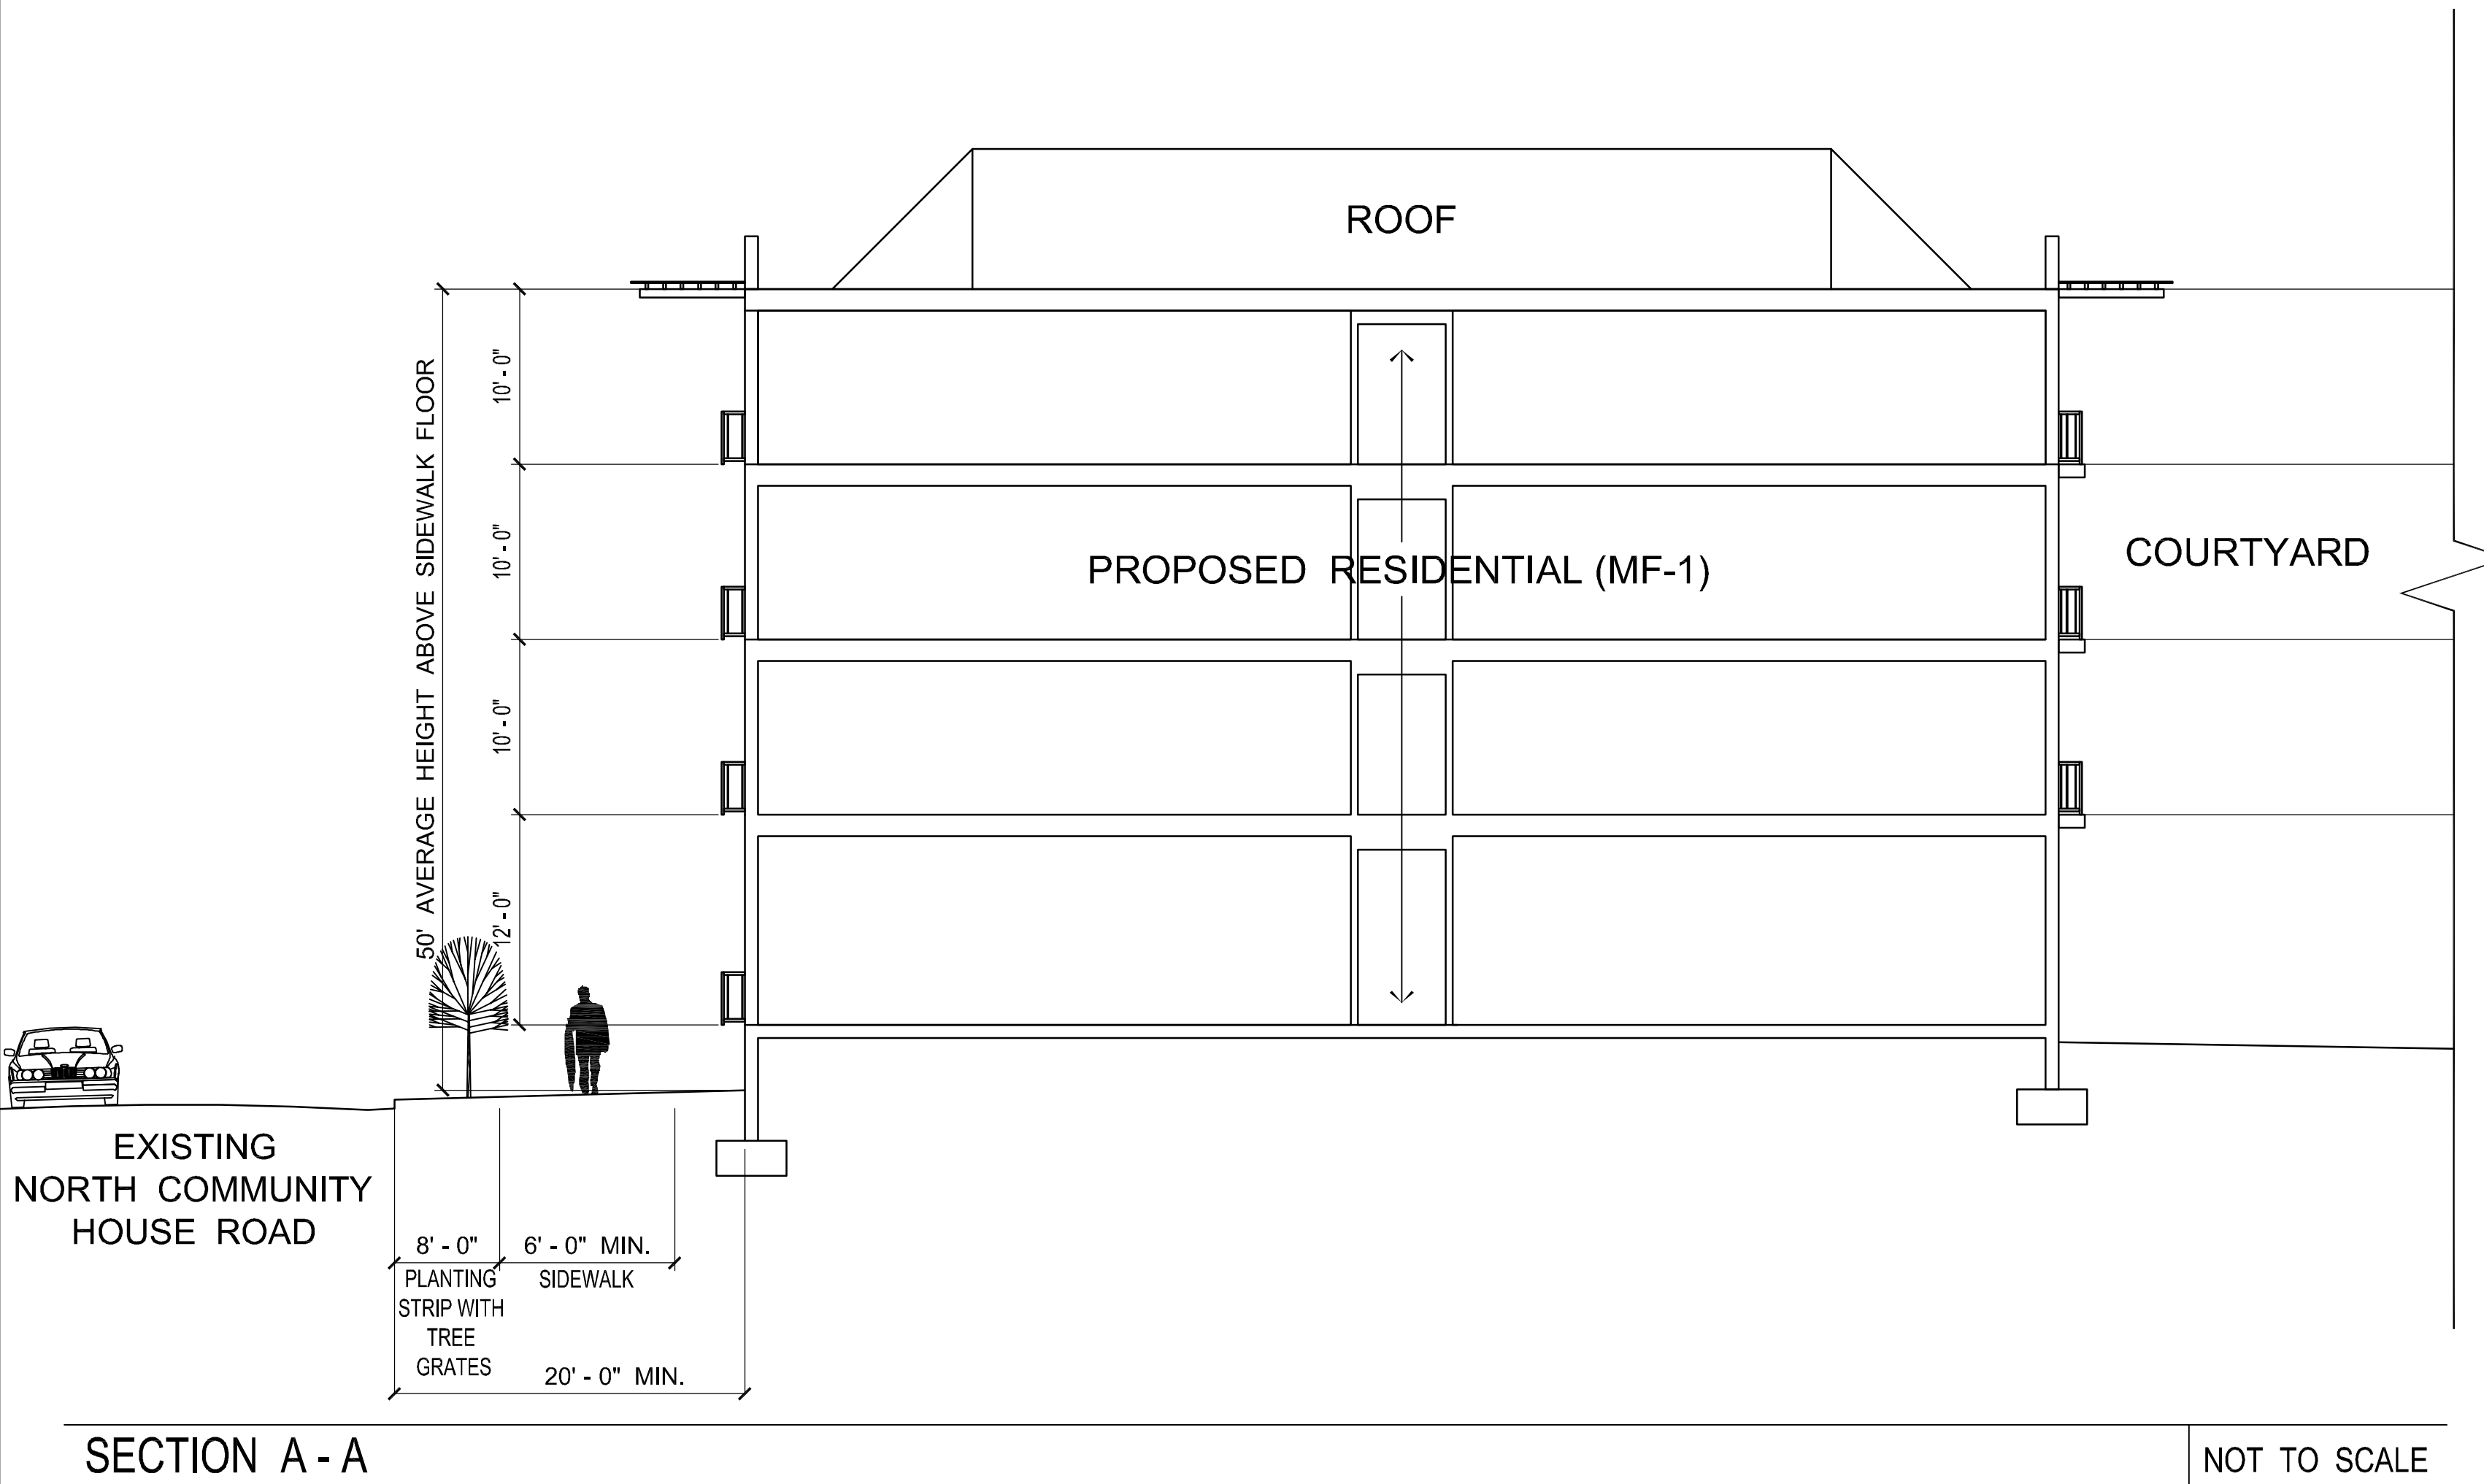 ROOF
50' AVERAGE HEIGHT ABOVE SIDEWALK FLOOR
10' - 0"
10' - 0"
10' - 0"
12' - 0"
PROPOSED RESIDENTIAL (MF-1)
COURTYARD
EXISTING
NORTH COMMUNITY
HOUSE ROAD
8' - 0"
PLANTING
STRIP WITH
TREE
GRATES
6' - 0" MIN.
SIDEWALK
20' - 0" MIN.
SECTION A - A
NOT TO SCALE